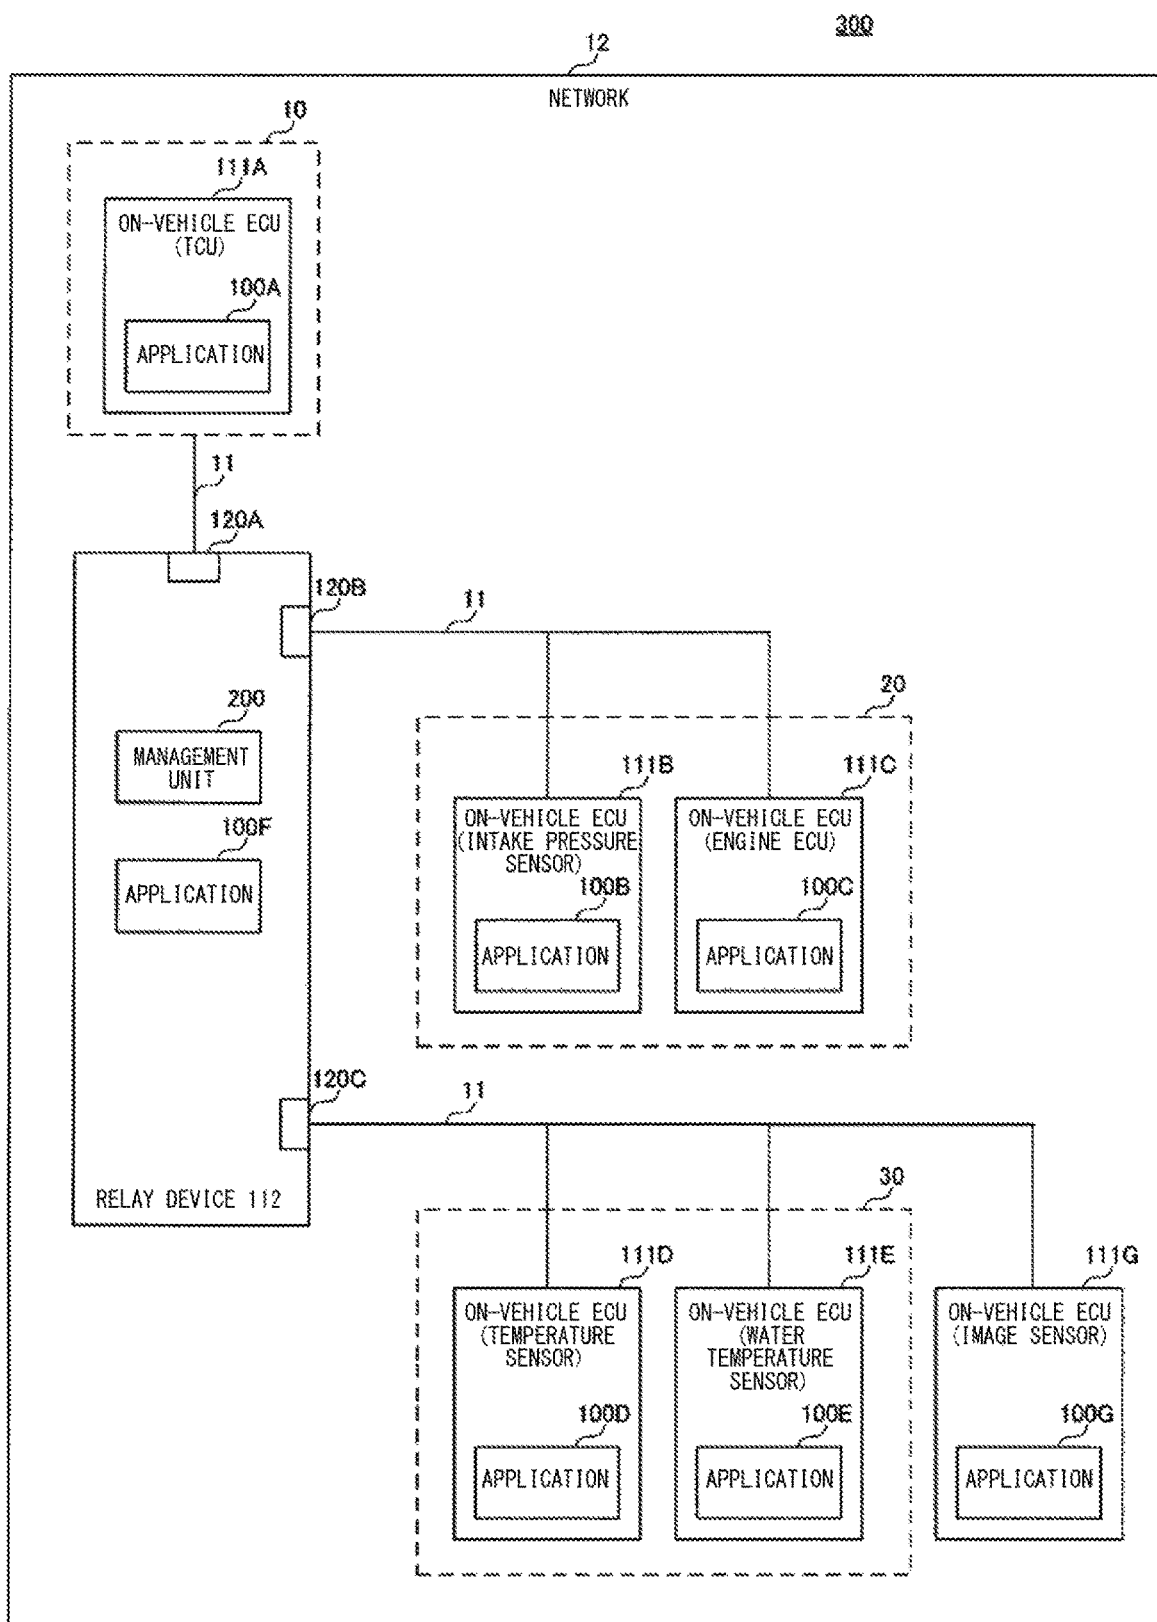 300
12
NETWORK
10
111A
ON-VEHICLE ECU
(TCU)
100A
APPLICATION
11
120A
120B
11
20
200
MANAGEMENT
UNIT
100F
APPLICATION
111B
ON-VEHICLE ECU
(INTAKE PRESSURE
SENSOR)
100B
APPLICATION
111C
ON-VEHICLE ECU
(ENGINE ECU)
100C
APPLICATION
120C
11
RELAY DEVICE 112
30
111D
ON-VEHICLE ECU
(TEMPERATURE
SENSOR)
100D
APPLICATION
111E
ON-VEHICLE ECU
(WATER
TEMPERATURE
SENSOR)
100E
APPLICATION
111G
ON-VEHICLE ECU
(IMAGE SENSOR)
100G
APPLICATION